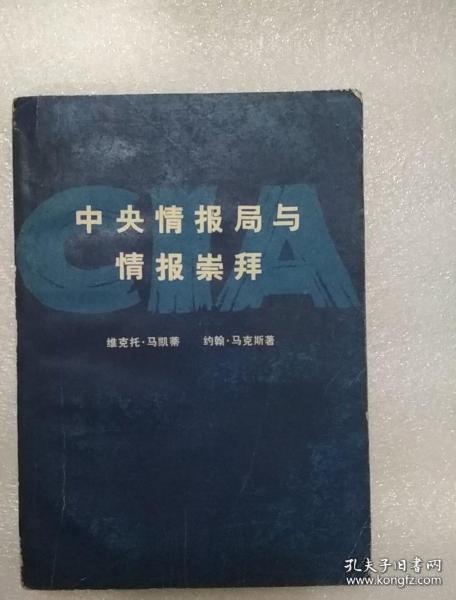 CIA
中央情报局与
情报崇拜
维克托·马凯蒂 约翰·马克斯著
孔夫子旧书网
www.kongfz.com